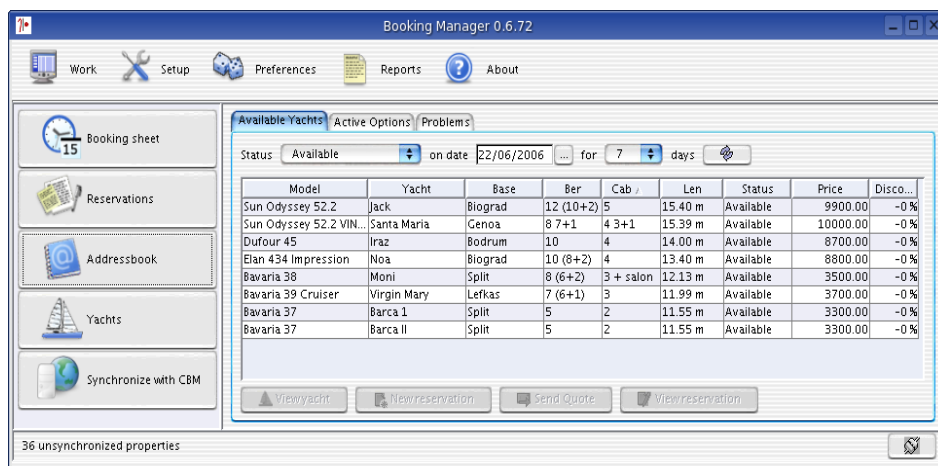 Booking Manager 0.6.72
Work Setup Preferences Reports About
Booking sheet
15
Reservations
Addressbook
Yachts
Synchronize with CBM
Available Yachts Active Options Problems
Status Available on date 22/06/2006 ... for 7 days
Model Yacht Base Ber Cab Len Status Price Disco...
Sun Odyssey 52.2 Jack Biograd 12 (10+2) 5 15.40 m Available 9900.00 -0 %
Sun Odyssey 52.2 VIN... Santa Maria Genoa 8 7+1 4 3+1 15.39 m Available 10000.00 -0 %
Dufour 45 Iraz Bodrum 10 4 14.00 m Available 8700.00 -0 %
Elan 434 Impression Noa Biograd 10 (8+2) 4 13.40 m Available 8800.00 -0 %
Bavaria 38 Moni Split 8 (6+2) 3 + salon 12.13 m Available 3500.00 -0 %
Bavaria 39 Cruiser Virgin Mary Lefkas 7 (6+1) 3 11.99 m Available 3700.00 -0 %
Bavaria 37 Barca 1 Split 5 2 11.55 m Available 3300.00 -0 %
Bavaria 37 Barca II Split 5 2 11.55 m Available 3300.00 -0 %
View yacht New reservation Send Quote View reservation
36 unsynchronized properties